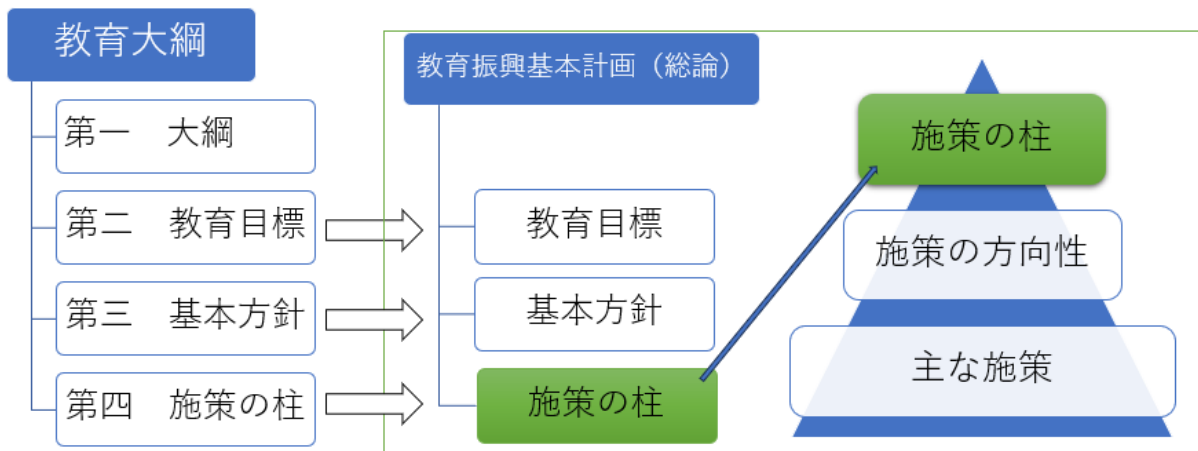 教育大綱
第一　大綱
第二　教育目標
第三　基本方針
第四　施策の柱
教育振興基本計画（総論）
教育目標
基本方針
施策の柱
施策の柱
施策の方向性
主な施策